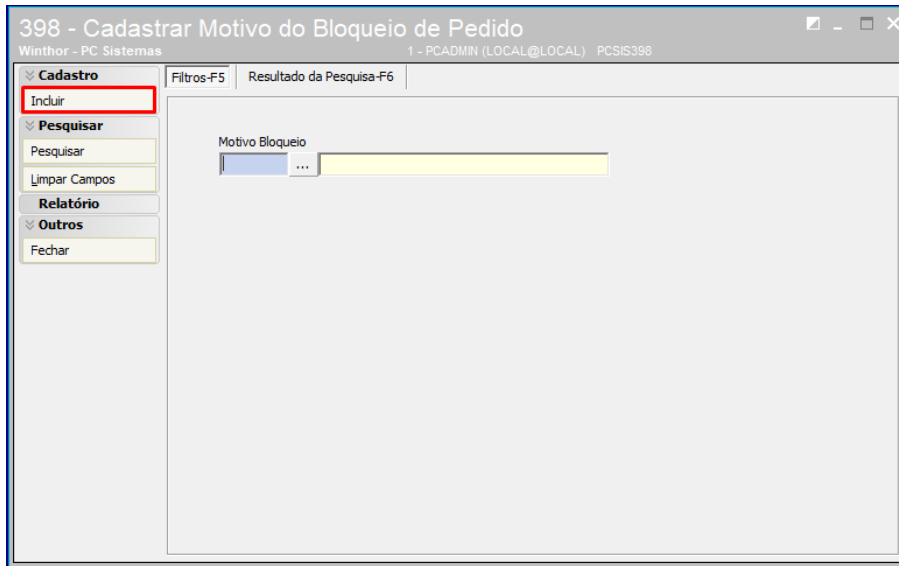 398 - Cadastrar Motivo do Bloqueio de Pedido
Winthor - PC Sistemas 1 - PCADMIN (LOCAL@LOCAL) PCSIS398
Cadastro
Incluir
Pesquisar
Pesquisar
Limpar Campos
Relatório
Outros
Fechar
Filtros-F5 Resultado da Pesquisa-F6
Motivo Bloqueio
...